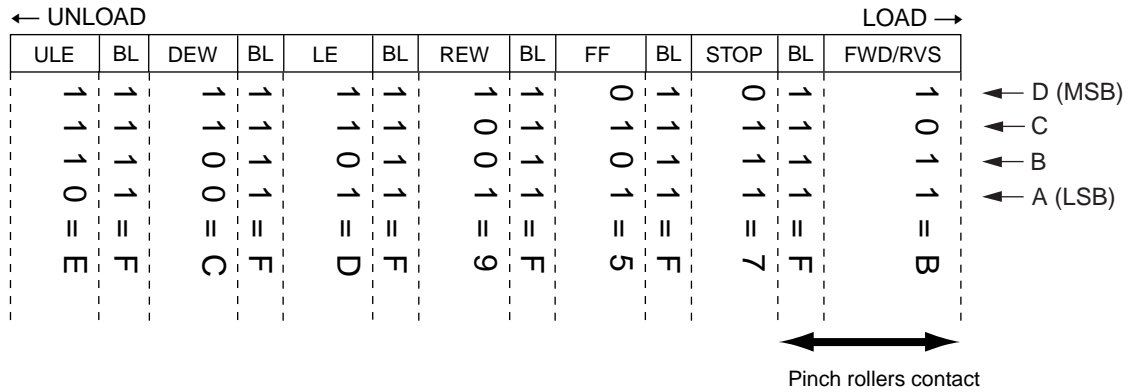 ← UNLOAD LOAD →
ULE BL DEW BL LE BL REW BL FF BL STOP BL FWD/RVS
1 1 1 1 1 1 1 1 0 1 0 1 1 ← D (MSB)
1 1 1 1 1 1 0 1 1 1 1 1 0 ← C
1 1 0 1 0 1 0 1 0 1 1 1 1 ← B
0 1 0 1 1 1 1 1 1 1 1 1 1 ← A (LSB)
= = = = = = = = = = = = =
E F C F D F 9 F 5 F 7 F B
Pinch rollers contact